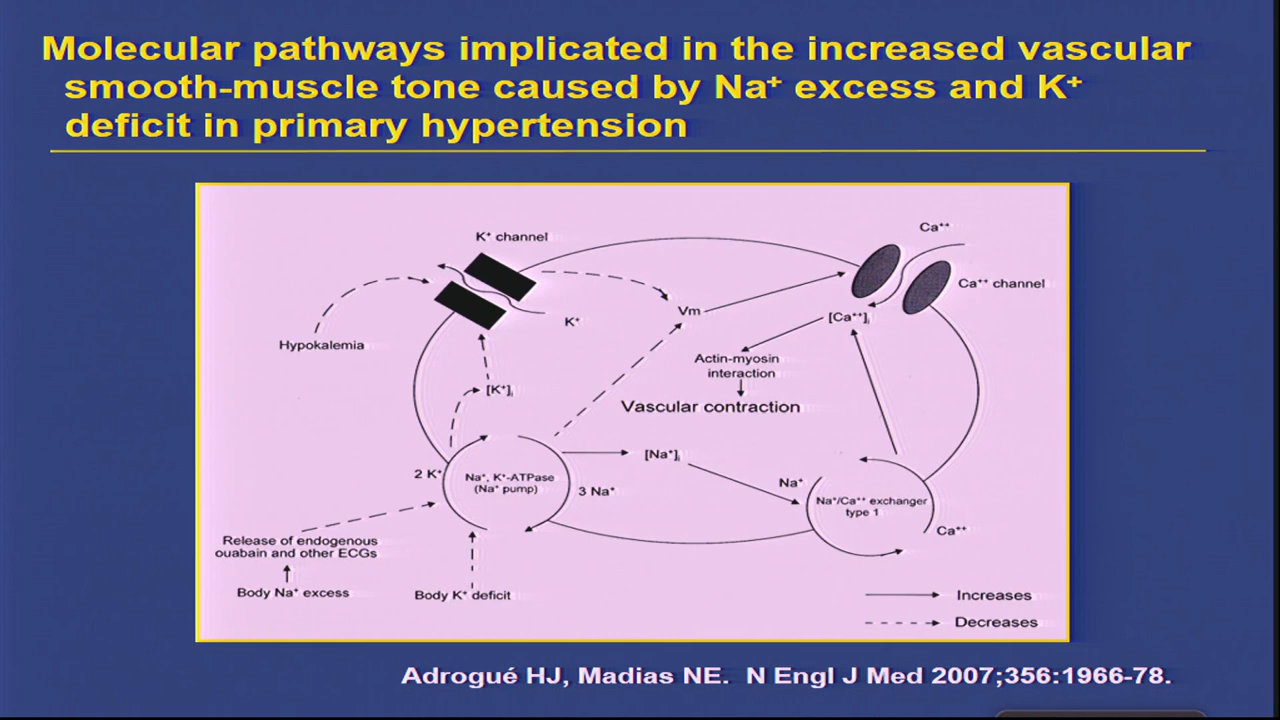 Molecular pathways implicated in the increased vascular
smooth-muscle tone caused by Na⁺ excess and K⁺
deficit in primary hypertension
K⁺ channel
Ca⁺⁺
Ca⁺⁺ channel
K⁺
Vm
[Ca⁺⁺]ᵢ
Hypokalemia
Actin-myosin
interaction
[K⁺]ᵢ
Vascular contraction
[Na⁺]ᵢ
2 K⁺
Na⁺, K⁺-ATPase
(Na⁺ pump)
3 Na⁺
Na⁺
Na⁺/Ca⁺⁺ exchanger
type 1
Ca⁺⁺
Release of endogenous
ouabain and other ECGs
Body Na⁺ excess
Body K⁺ deficit
Increases
Decreases
Adrogué HJ, Madias NE. N Engl J Med 2007;356:1966-78.